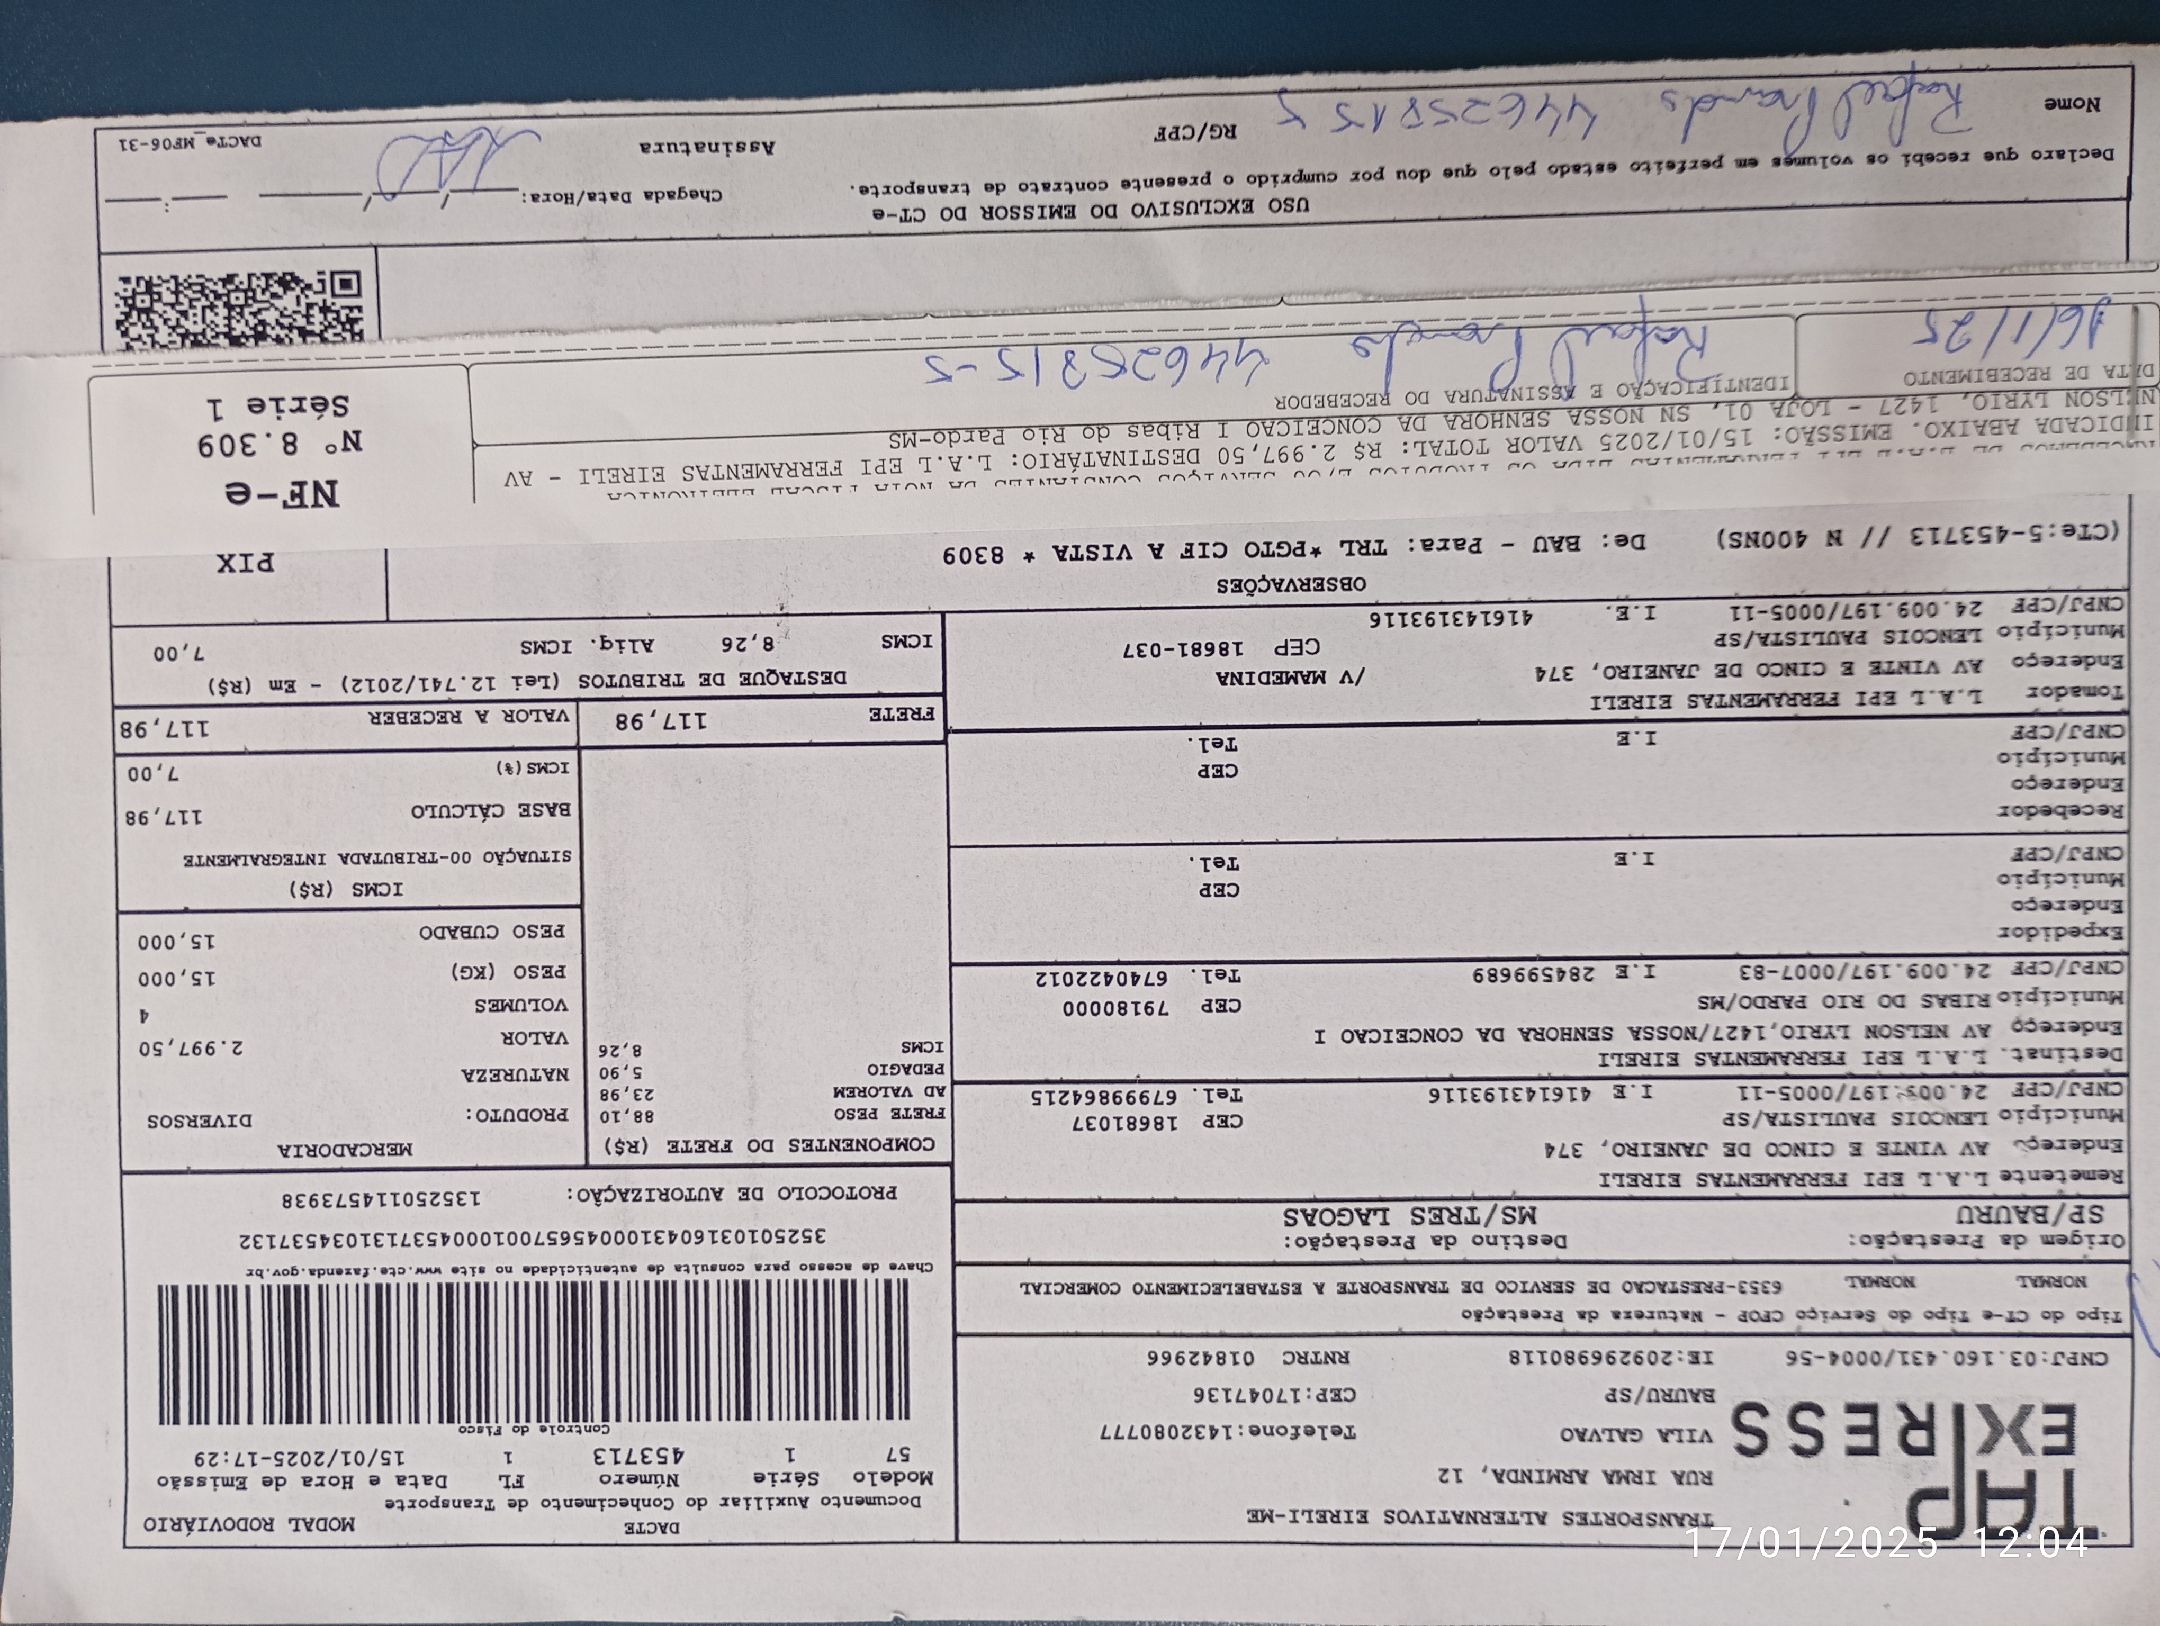 TAP
EXPRESS
TRANSPORTES ALTERNATIVOS EIRELI-ME
RUA IRMA ARMINDA, 12
VILA GALVAO Telefone:1432080777
BAURU/SP CEP:17047136
CNPJ:03.160.431/0004-56 IE:209296980118 RNTRC 01842966
DACTE MODAL RODOVIÁRIO
Documento Auxiliar do Conhecimento de Transporte
Modelo Série Número FL Data e Hora de Emissão
57 1 453713 1 15/01/2025-17:29
Controle do Fisco
Chave de acesso para consulta de autenticidade no site www.cte.fazenda.gov.br
35250103160431000456570010004537131034537132
PROTOCOLO DE AUTORIZAÇÃO: 135250114573938
Tipo do CT-e Tipo do Serviço CFOP - Natureza da Prestação
NORMAL NORMAL 6353-PRESTACAO DE SERVICO DE TRANSPORTE A ESTABELECIMENTO COMERCIAL
Origem da Prestação: Destino da Prestação:
SP/BAURU MS/TRES LAGOAS
Remetente L.A.L EPI FERRAMENTAS EIRELI
Endereço AV VINTE E CINCO DE JANEIRO, 374
Município LENCOIS PAULISTA/SP CEP 18681037
CNPJ/CPF 24.009.197/0005-11 I.E 416143193116 Tel. 67999864215
Destinat. L.A.L EPI FERRAMENTAS EIRELI
Endereço AV NELSON LYRIO,1427/NOSSA SENHORA DA CONCEICAO I
Município RIBAS DO RIO PARDO/MS CEP 79180000
CNPJ/CPF 24.009.197/0007-83 I.E 284599689 Tel. 6740422012
Expedidor
Endereço
Município CEP
CNPJ/CPF I.E Tel.
Recebedor
Endereço
Município CEP
CNPJ/CPF I.E Tel.
Tomador L.A.L EPI FERRAMENTAS EIRELI
Endereço AV VINTE E CINCO DE JANEIRO, 374 /V MAMEDINA
Município LENCOIS PAULISTA/SP CEP 18681-037
CNPJ/CPF 24.009.197/0005-11 I.E. 416143193116
COMPONENTES DO FRETE (R$)
FRETE PESO 88,10
AD VALOREM 23,98
PEDAGIO 5,90
ICMS 8,26
MERCADORIA
PRODUTO: DIVERSOS
NATUREZA
VALOR 2.997,50
VOLUMES 4
PESO (KG) 15,000
PESO CUBADO 15,000
ICMS (R$)
SITUAÇÃO 00-TRIBUTADA INTEGRALMENTE
BASE CÁLCULO 117,98
ICMS(%) 7,00
FRETE 117,98 VALOR A RECEBER 117,98
DESTAQUE DE TRIBUTOS (Lei 12.741/2012) - Em (R$)
ICMS 8,26 Aliq. ICMS 7,00
OBSERVAÇÕES
(CTe:5-453713 // N 400NS) De: BAU - Para: TRL *PGTO CIF A VISTA * 8309
PIX
INDICADA ABAIXO. EMISSÃO: 15/01/2025 VALOR TOTAL: R$ 2.997,50 DESTINATÁRIO: L.A.L EPI FERRAMENTAS EIRELI - AV
NELSON LYRIO, 1427 - LOJA 01, SN NOSSA SENHORA DA CONCEICAO I Ribas do Rio Pardo-MS
DATA DE RECEBIMENTO IDENTIFICAÇÃO E ASSINATURA DO RECEBEDOR
16/1/25 Rafael 44625815-5
NF-e
Nº 8.309
Série 1
USO EXCLUSIVO DO EMISSOR DO CT-e
Declaro que recebi os volumes em perfeito estado pelo que dou por cumprido o presente contrato de transporte.
Chegada Data/Hora: / / :
Nome Rafael 44625815 5 RG/CPF Assinatura
DACTe_MF06-31
17/01/2025 12:04